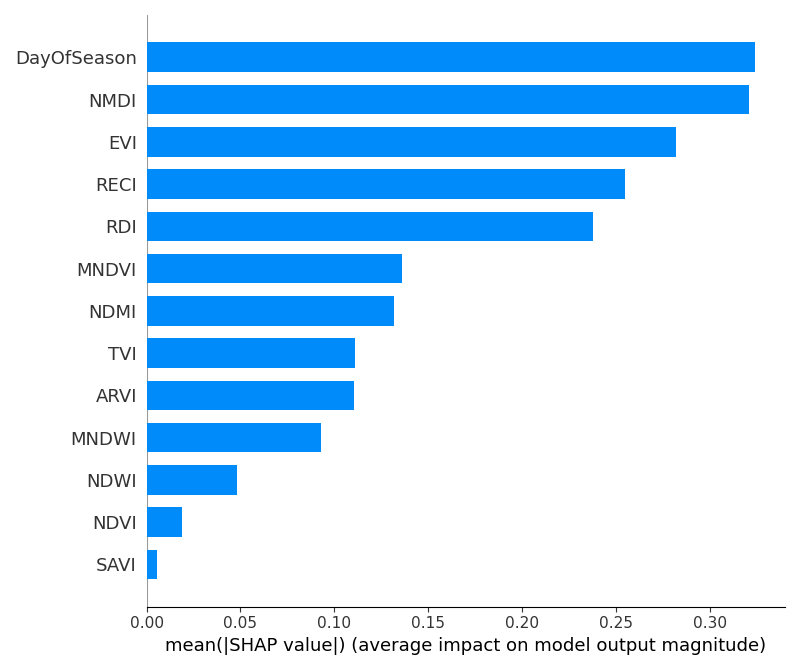 DayOfSeason
NMDI
EVI
RECI
RDI
MNDVI
NDMI
TVI
ARVI
MNDWI
NDWI
NDVI
SAVI
0.00 0.05 0.10 0.15 0.20 0.25 0.30
mean(|SHAP value|) (average impact on model output magnitude)